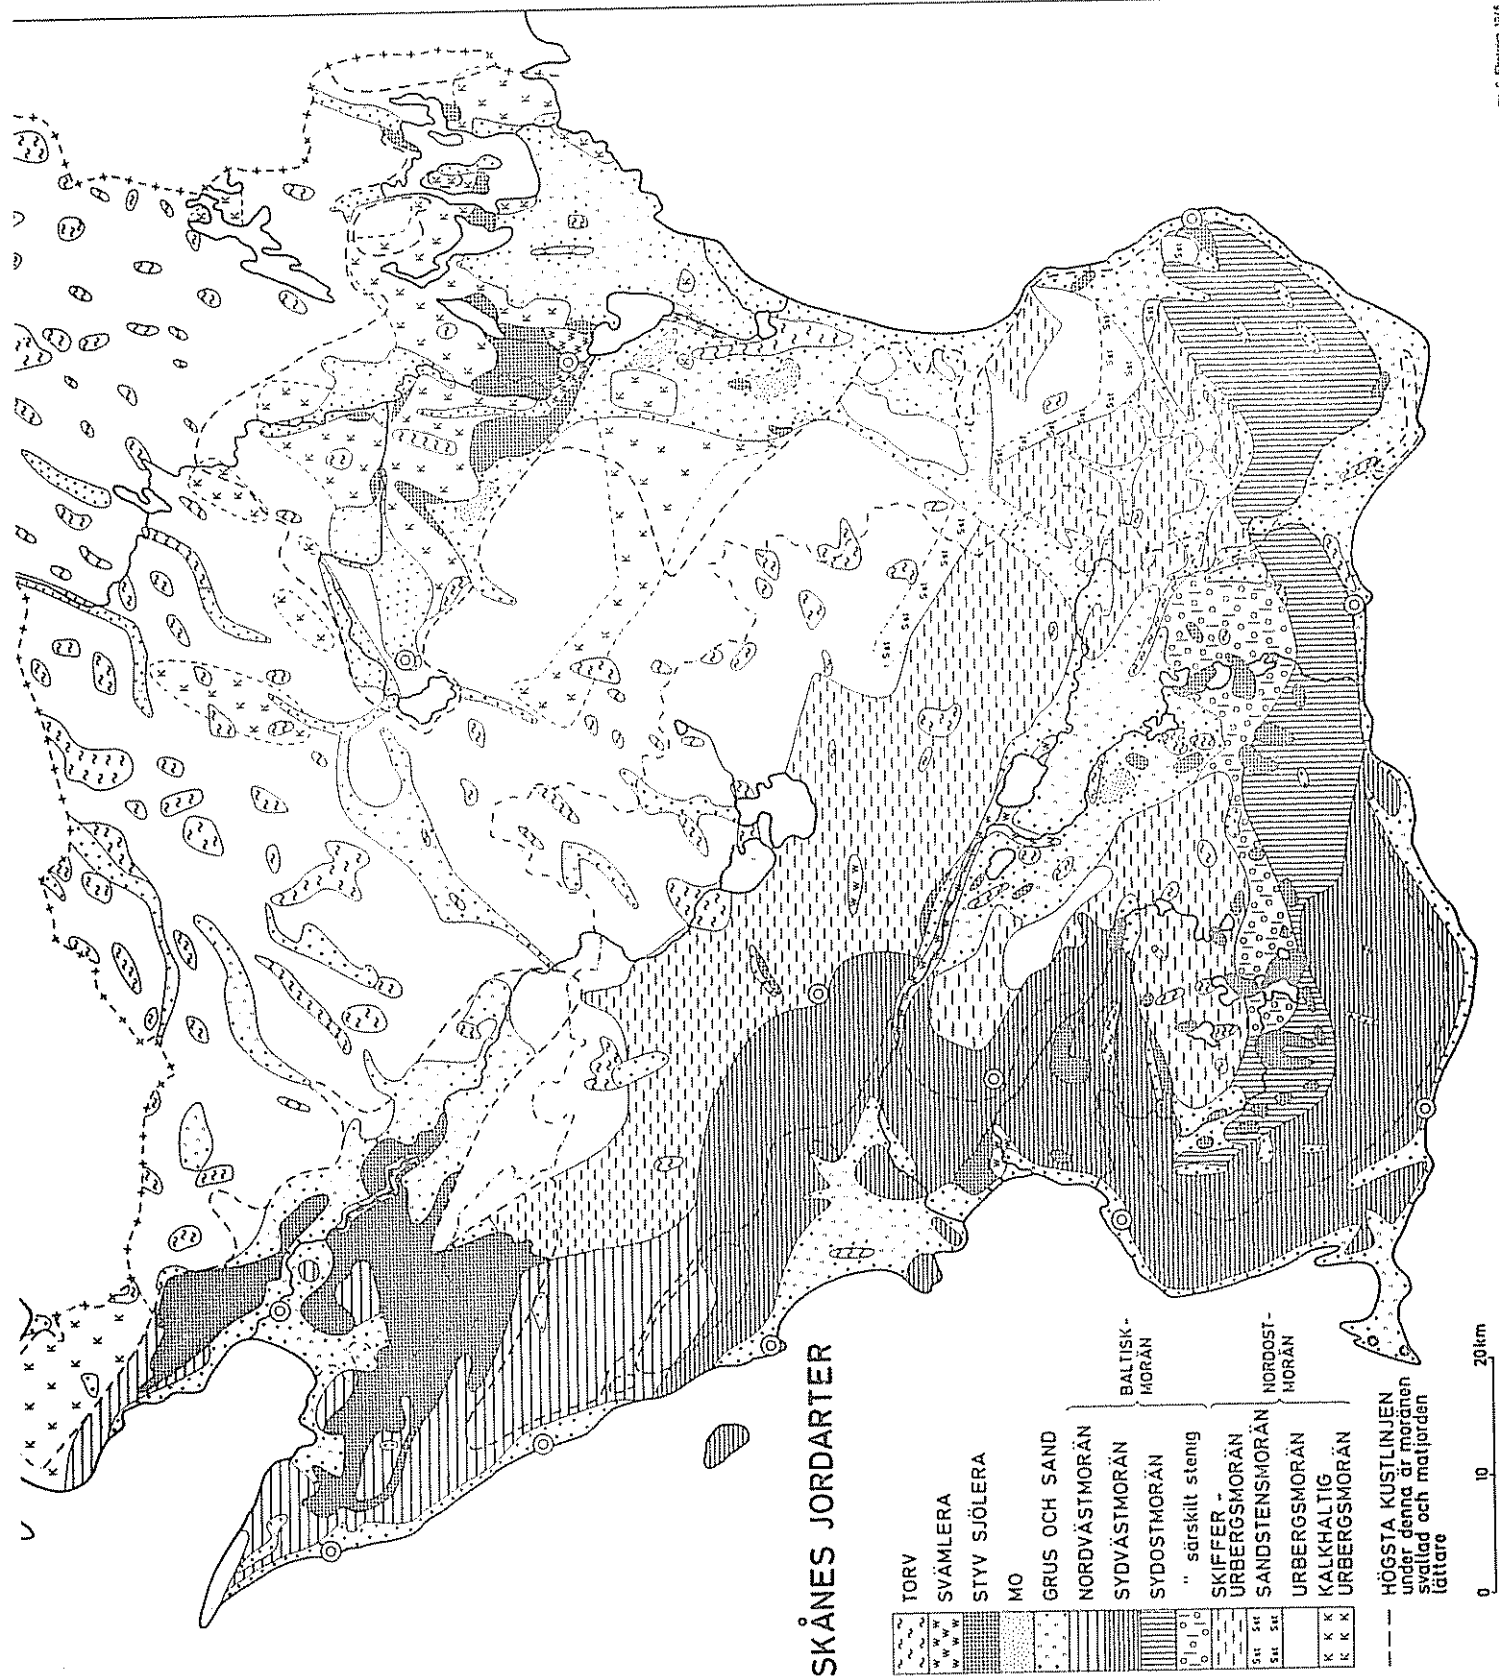 SKÅNES JORDARTER
TORV
SVÄMLERA
STYV SJÖLERA
MO
GRUS OCH SAND
NORDVÄSTMORÄN
SYDVÄSTMORÄN
SYDOSTMORÄN
" särskilt stenig
SKIFFER-
URBERGSMORÄN
SANDSTENSMORÄN
URBERGSMORÄN
KALKHALTIG
URBERGSMORÄN
BALTISK-
MORÄN
NORDOST-
MORÄN
HÖGSTA KUSTLINJEN
under denna är moränen
svallad och matjorden
lättare
0 10 20km